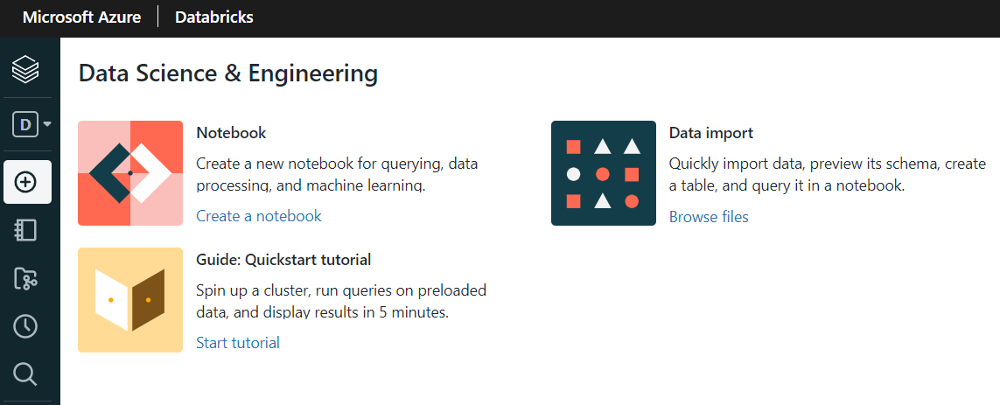 Microsoft Azure Databricks
D
Data Science & Engineering
Notebook
Create a new notebook for querying, data
processing, and machine learning.
Create a notebook
Data import
Quickly import data, preview its schema, create
a table, and query it in a notebook.
Browse files
Guide: Quickstart tutorial
Spin up a cluster, run queries on preloaded
data, and display results in 5 minutes.
Start tutorial